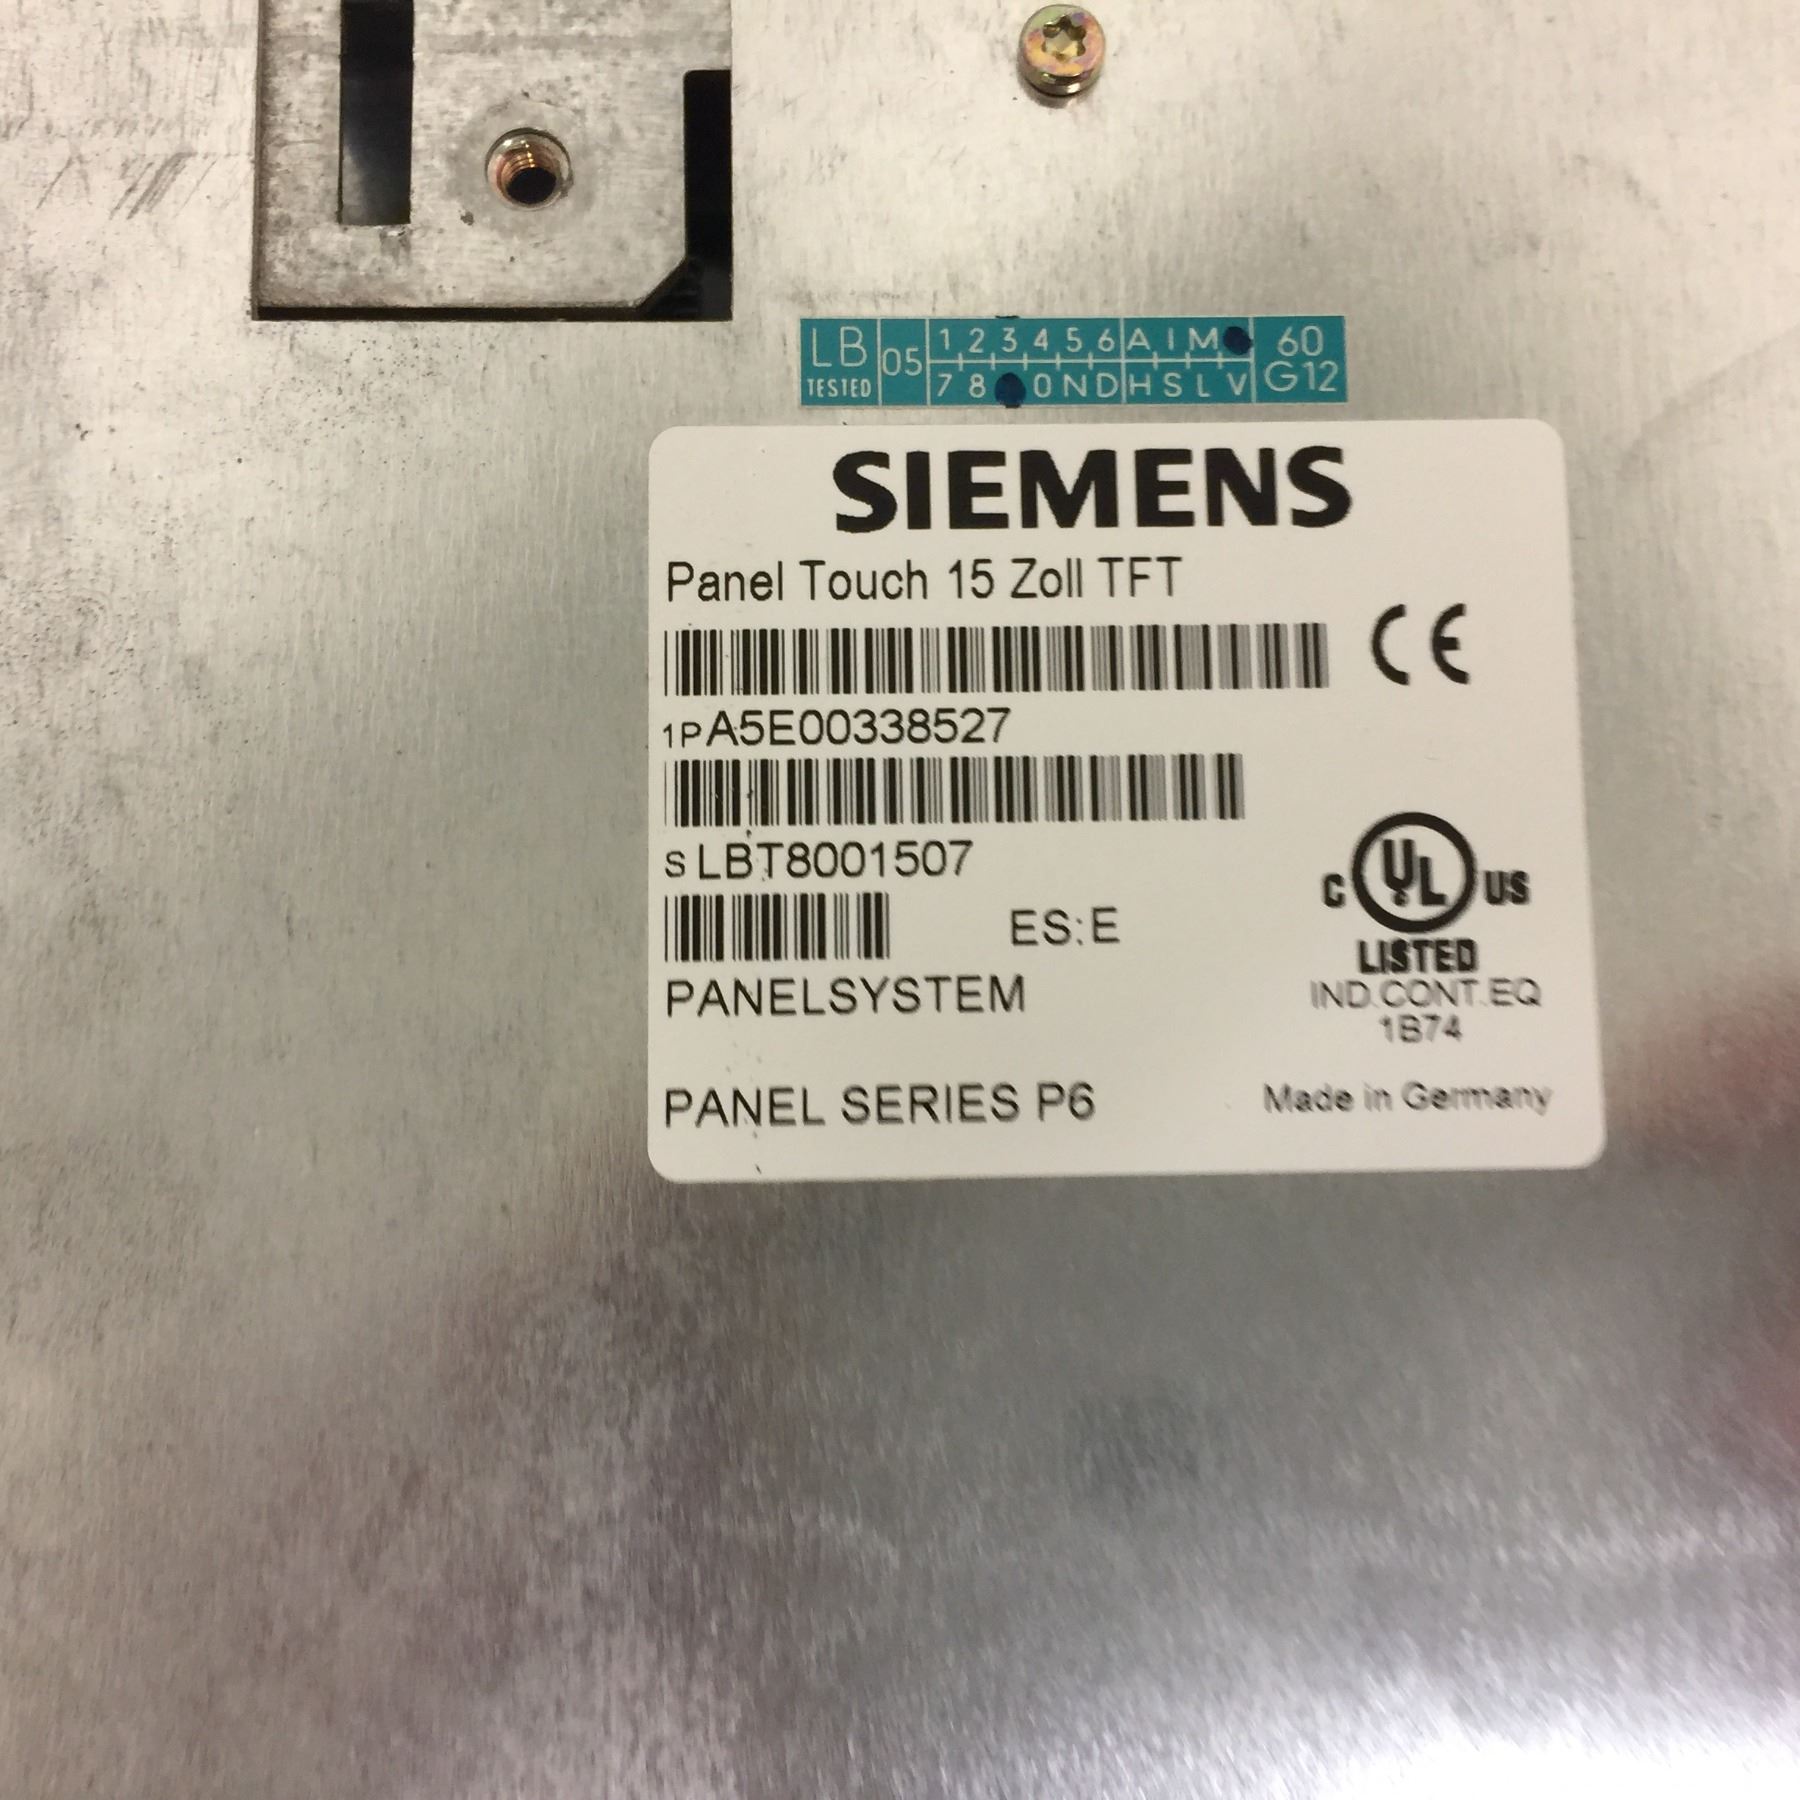 LB 05 1 2 3 4 5 6 A I M 60
TESTED 7 8 0 N D H S L V G12
SIEMENS
Panel Touch 15 Zoll TFT
CE
1P A5E00338527
S LBT8001507
C UL US
LISTED
ES: E
IND.CONT.EQ
PANELSYSTEM
1B74
PANEL SERIES P6
Made in Germany